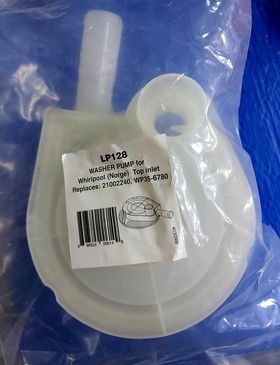 LP128
WASHER PUMP for
Whirlpool (Norge) Top inlet
Replaces: 21002240, WP35-6780